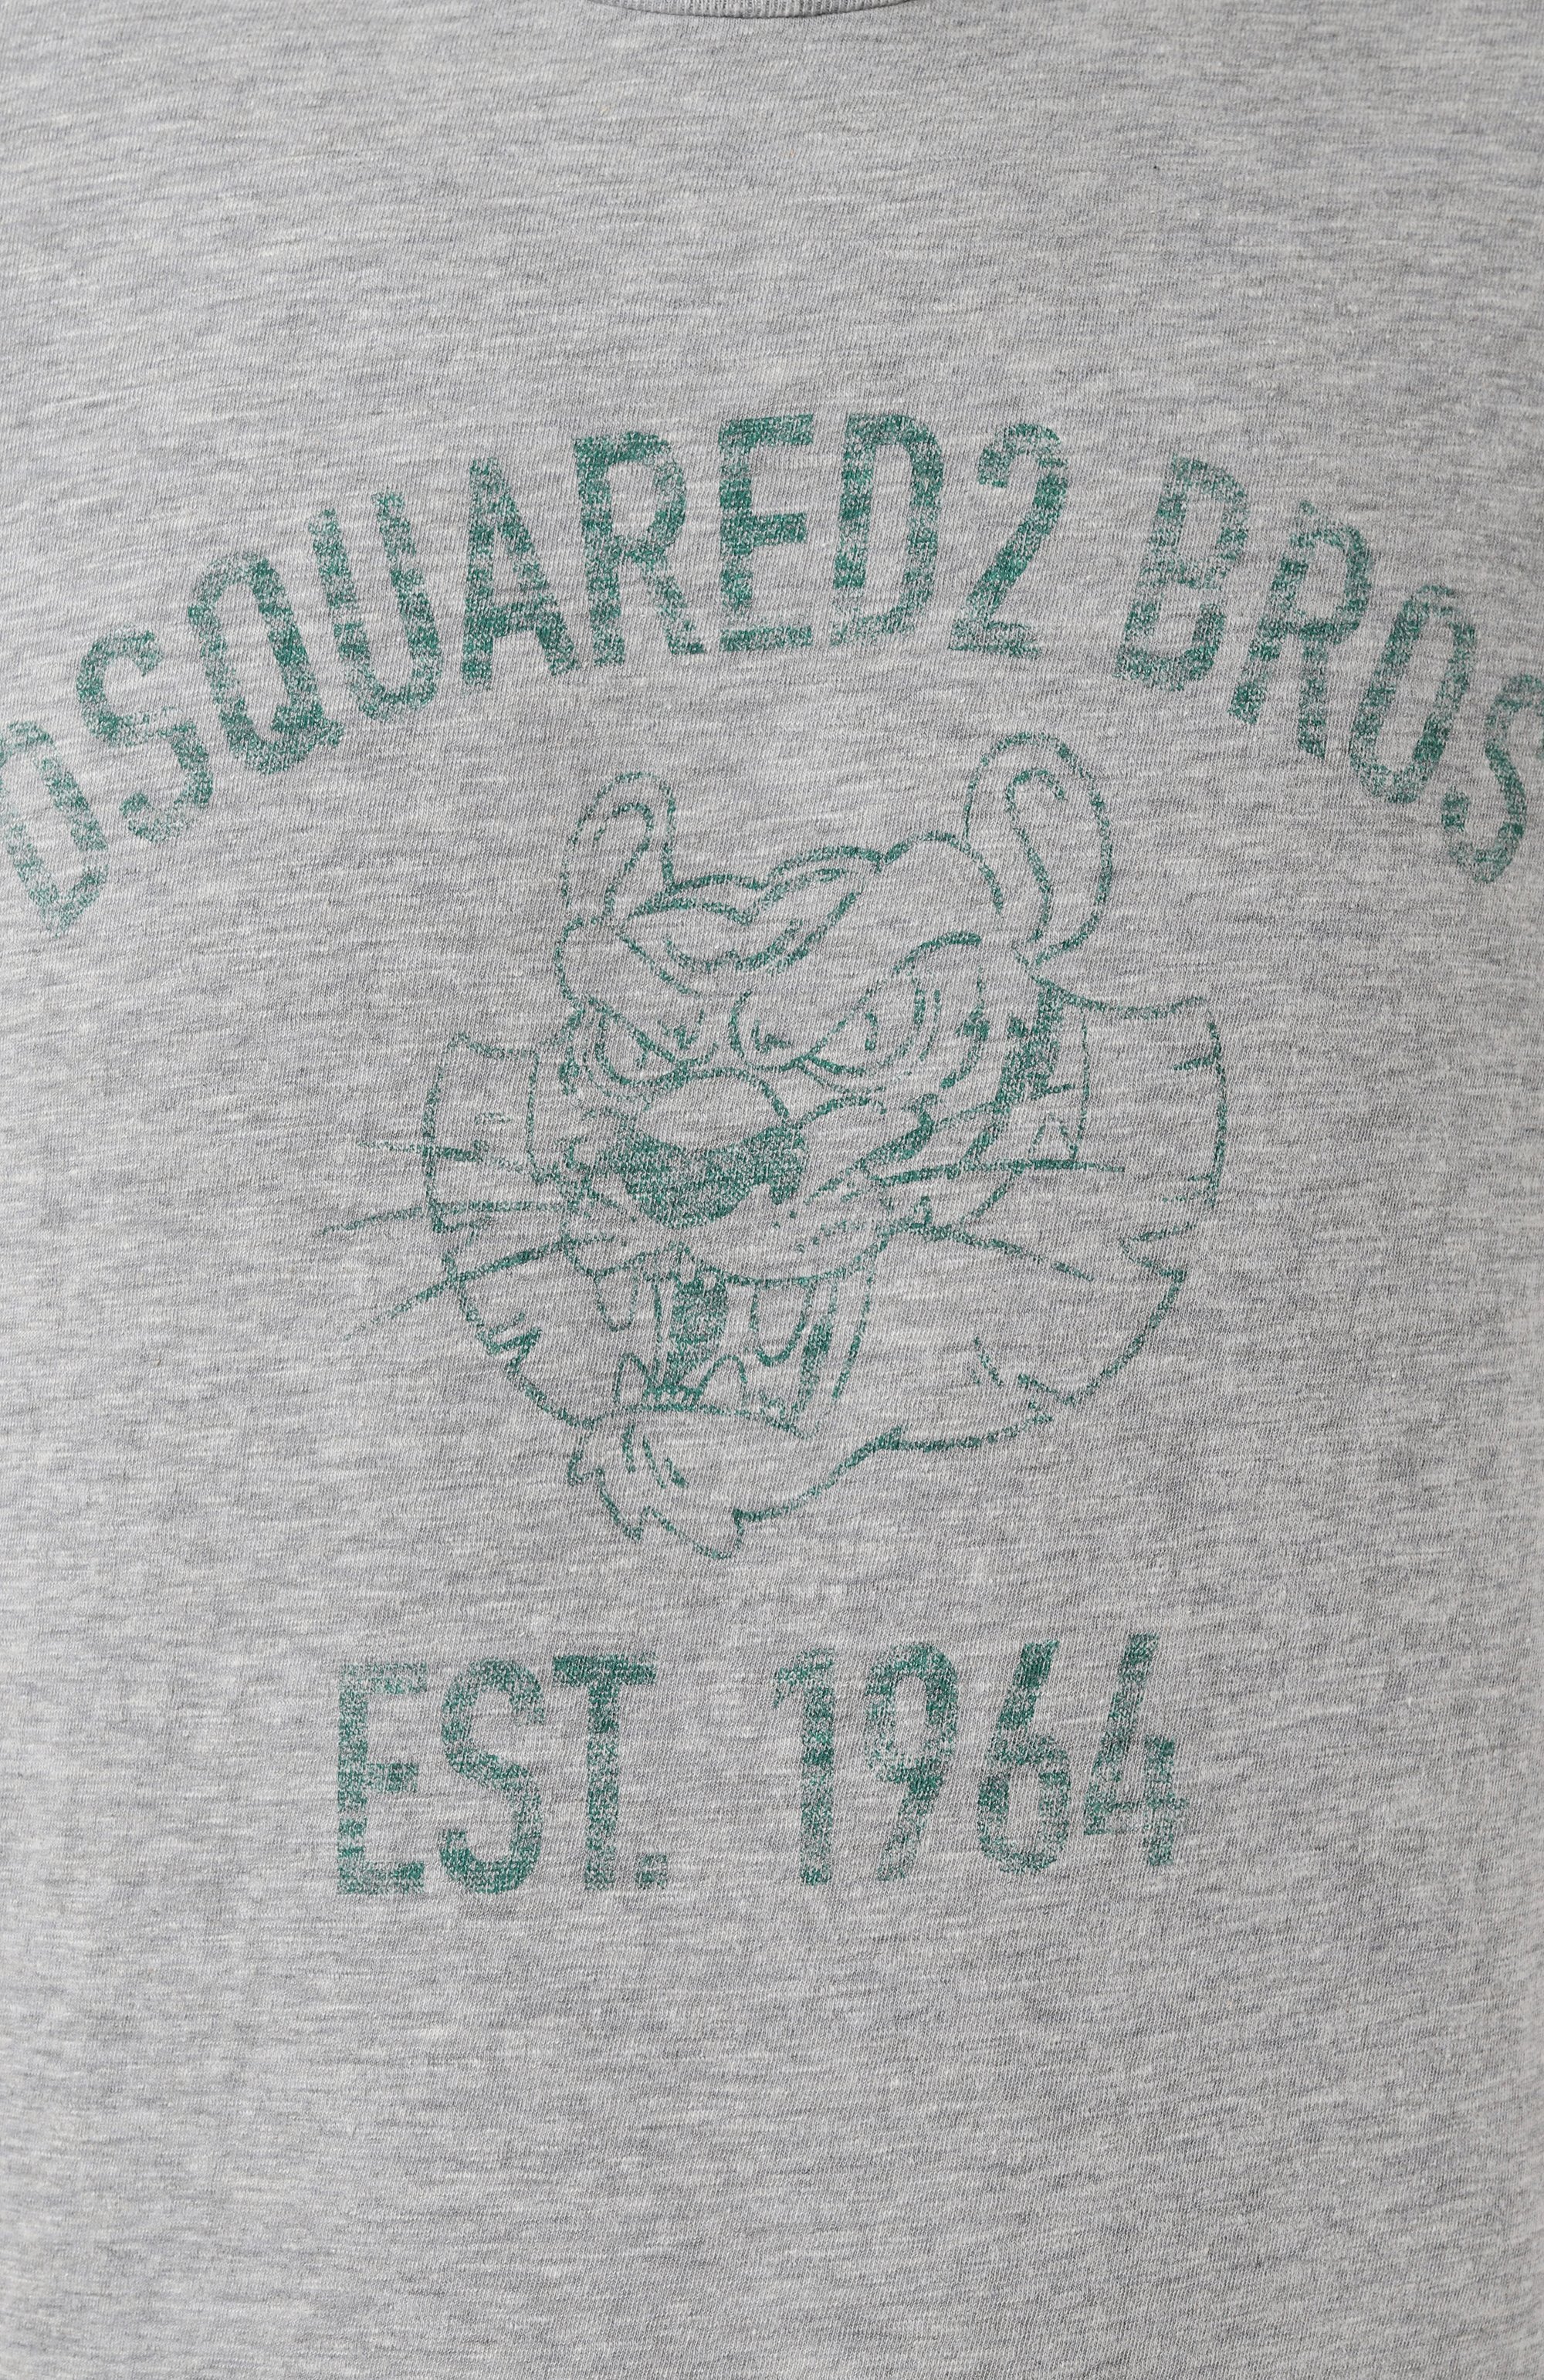 DSQUARED2 BROS
EST. 1964